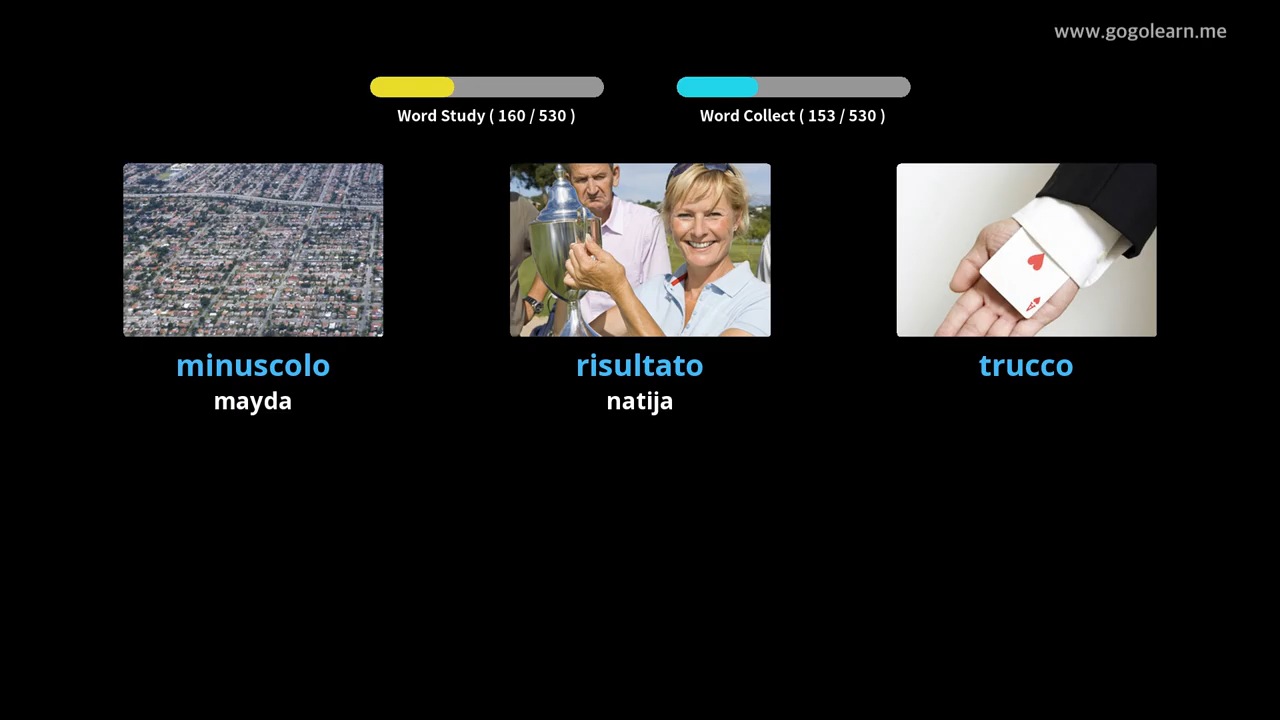 www.gogolearn.me
Word Study ( 160 / 530 )
Word Collect ( 153 / 530 )
minuscolo
mayda
risultato
natija
trucco